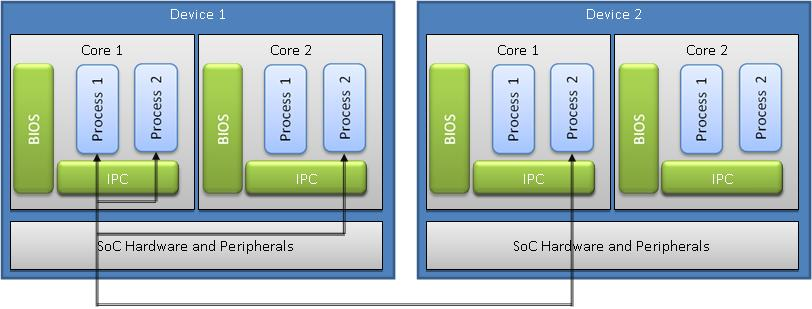 Device 1
Core 1
BIOS
Process 1
Process 2
IPC
Core 2
BIOS
Process 1
Process 2
IPC
SoC Hardware and Peripherals
Device 2
Core 1
BIOS
Process 1
Process 2
IPC
Core 2
BIOS
Process 1
Process 2
IPC
SoC Hardware and Peripherals